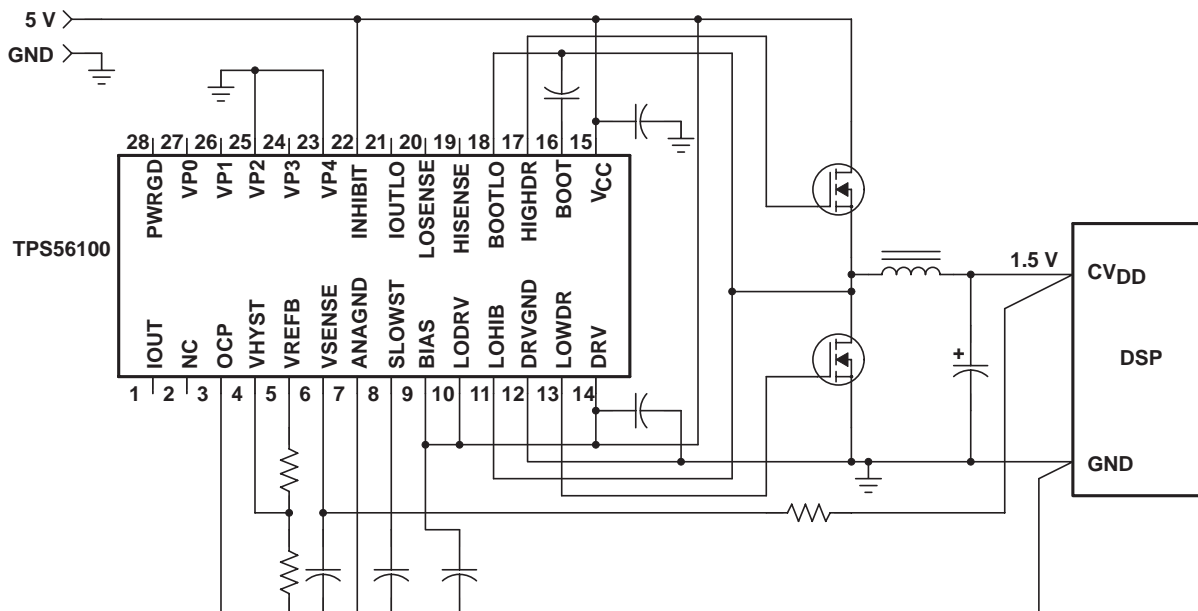 5 V
GND
28 27 26 25 24 23 22 21 20 19 18 17 16 15
PWRGD
VP0
VP1
VP2
VP3
VP4
INHIBIT
IOUTLO
LOSENSE
HISENSE
BOOTLO
HIGHDR
BOOT
VCC
TPS56100
IOUT
NC
OCP
VHYST
VREFB
VSENSE
ANAGND
SLOWST
BIAS
LODRV
LOHIB
DRVGND
LOWDR
DRV
1 2 3 4 5 6 7 8 9 10 11 12 13 14
1.5 V
+
CVDD
DSP
GND